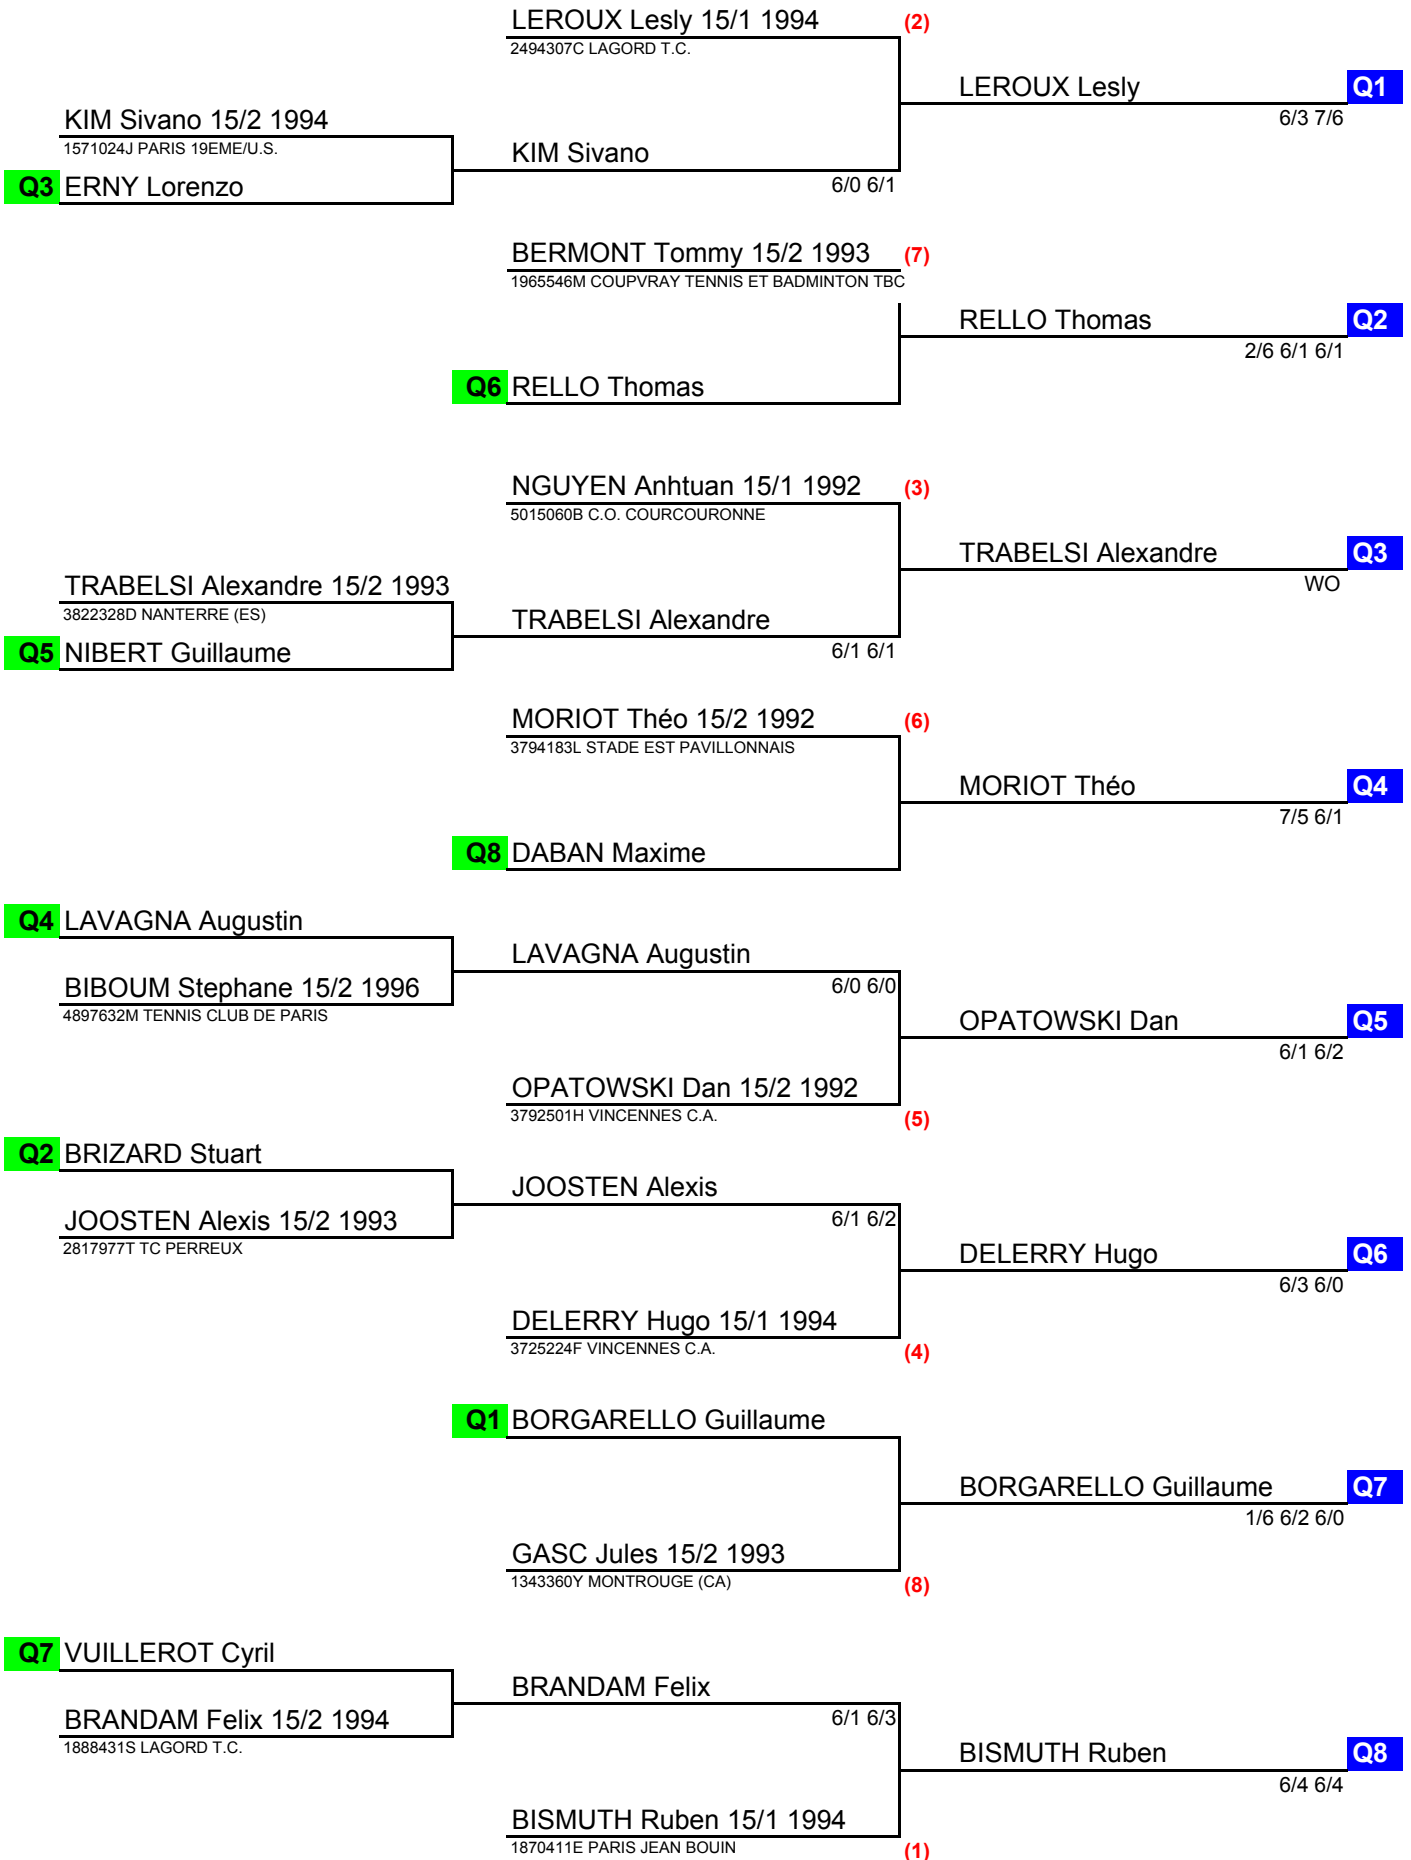 LEROUX Lesly 15/1 1994 (2)
2494307C LAGORD T.C.
LEROUX Lesly Q1
6/3 7/6
KIM Sivano 15/2 1994
1571024J PARIS 19EME/U.S.
KIM Sivano
6/0 6/1
Q3 ERNY Lorenzo
BERMONT Tommy 15/2 1993 (7)
1965546M COUPVRAY TENNIS ET BADMINTON TBC
RELLO Thomas Q2
2/6 6/1 6/1
Q6 RELLO Thomas
NGUYEN Anhtuan 15/1 1992 (3)
5015060B C.O. COURCOURONNE
TRABELSI Alexandre Q3
WO
TRABELSI Alexandre 15/2 1993
3822328D NANTERRE (ES)
TRABELSI Alexandre
6/1 6/1
Q5 NIBERT Guillaume
MORIOT Théo 15/2 1992 (6)
3794183L STADE EST PAVILLONNAIS
MORIOT Théo Q4
7/5 6/1
Q8 DABAN Maxime
Q4 LAVAGNA Augustin
LAVAGNA Augustin
6/0 6/0
BIBOUM Stephane 15/2 1996
4897632M TENNIS CLUB DE PARIS
OPATOWSKI Dan Q5
6/1 6/2
OPATOWSKI Dan 15/2 1992
3792501H VINCENNES C.A. (5)
Q2 BRIZARD Stuart
JOOSTEN Alexis
6/1 6/2
JOOSTEN Alexis 15/2 1993
2817977T TC PERREUX
DELERRY Hugo Q6
6/3 6/0
DELERRY Hugo 15/1 1994
3725224F VINCENNES C.A. (4)
Q1 BORGARELLO Guillaume
BORGARELLO Guillaume Q7
1/6 6/2 6/0
GASC Jules 15/2 1993
1343360Y MONTROUGE (CA) (8)
Q7 VUILLEROT Cyril
BRANDAM Felix
6/1 6/3
BRANDAM Felix 15/2 1994
1888431S LAGORD T.C.
BISMUTH Ruben Q8
6/4 6/4
BISMUTH Ruben 15/1 1994
1870411E PARIS JEAN BOUIN (1)